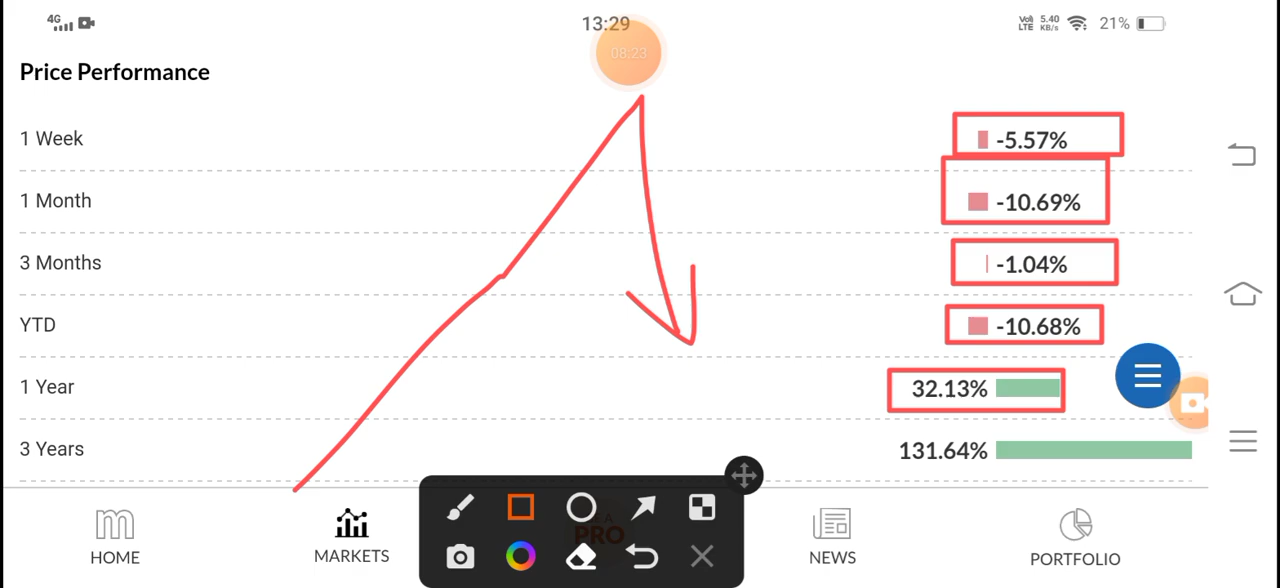 4G 13:29 Vo)) LTE 5.40 KB/s 21%
08:23
Price Performance
1 Week -5.57%
1 Month -10.69%
3 Months -1.04%
YTD -10.68%
1 Year 32.13%
3 Years 131.64%
PRO
HOME MARKETS NEWS PORTFOLIO